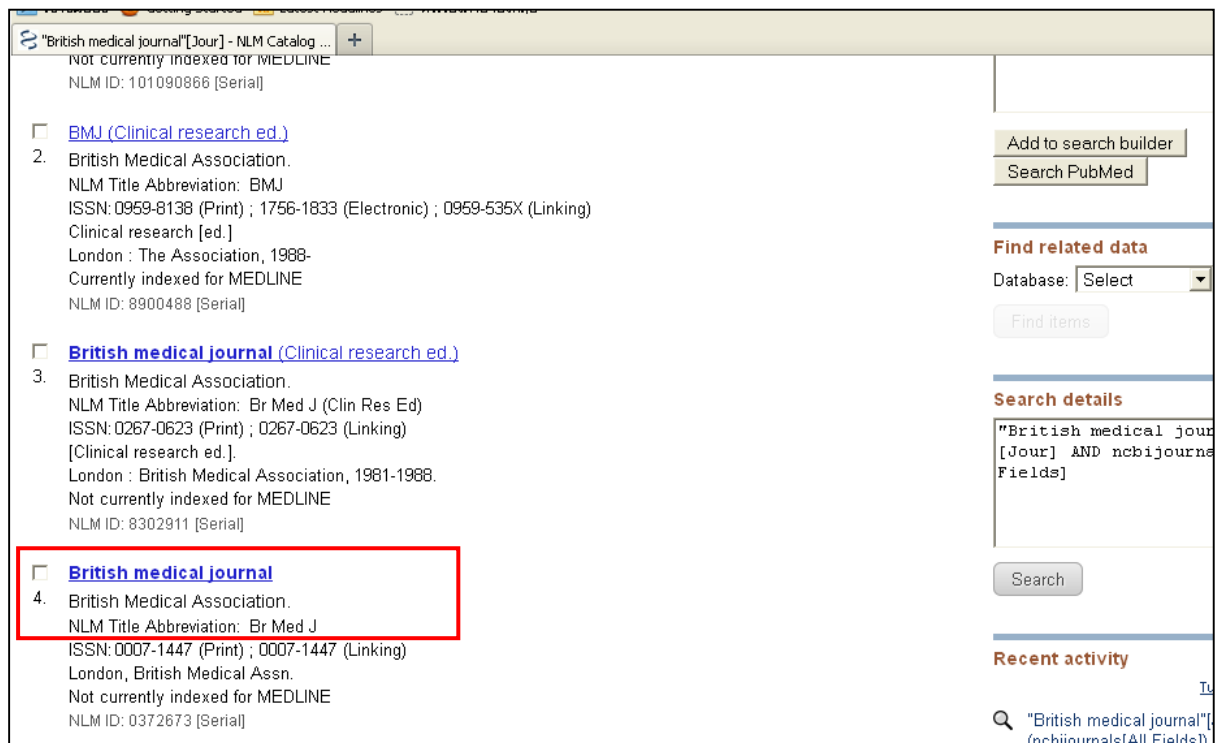 "British medical journal"[Jour] - NLM Catalog ...
+
Not currently indexed for MEDLINE
NLM ID: 101090866 [Serial]
BMJ (Clinical research ed.)
2. British Medical Association.
NLM Title Abbreviation: BMJ
ISSN: 0959-8138 (Print) ; 1756-1833 (Electronic) ; 0959-535X (Linking)
Clinical research [ed.]
London : The Association, 1988-
Currently indexed for MEDLINE
NLM ID: 8900488 [Serial]
British medical journal (Clinical research ed.)
3. British Medical Association.
NLM Title Abbreviation: Br Med J (Clin Res Ed)
ISSN: 0267-0623 (Print) ; 0267-0623 (Linking)
[Clinical research ed.].
London : British Medical Association, 1981-1988.
Not currently indexed for MEDLINE
NLM ID: 8302911 [Serial]
British medical journal
4. British Medical Association.
NLM Title Abbreviation: Br Med J
ISSN: 0007-1447 (Print) ; 0007-1447 (Linking)
London, British Medical Assn.
Not currently indexed for MEDLINE
NLM ID: 0372673 [Serial]
Add to search builder
Search PubMed
Find related data
Database: Select
Find items
Search details
"British medical jour
[Jour] AND ncbijourna
Fields]
Search
Recent activity
Tu
"British medical journal"[
(ncbijournals[All Fields])